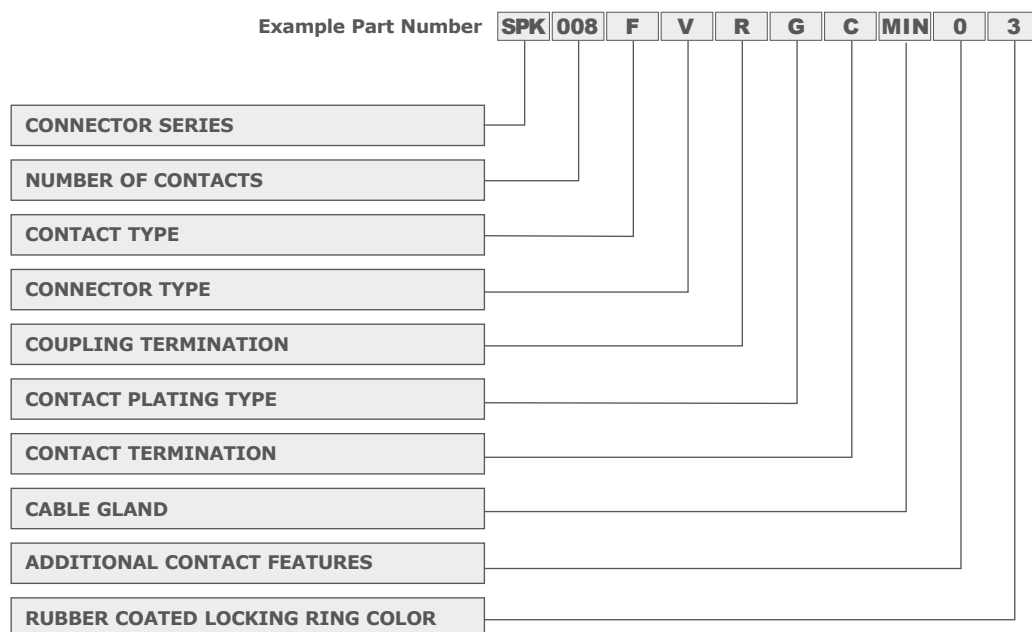 Example Part Number SPK 008 F V R G C MIN 0 3
CONNECTOR SERIES
NUMBER OF CONTACTS
CONTACT TYPE
CONNECTOR TYPE
COUPLING TERMINATION
CONTACT PLATING TYPE
CONTACT TERMINATION
CABLE GLAND
ADDITIONAL CONTACT FEATURES
RUBBER COATED LOCKING RING COLOR